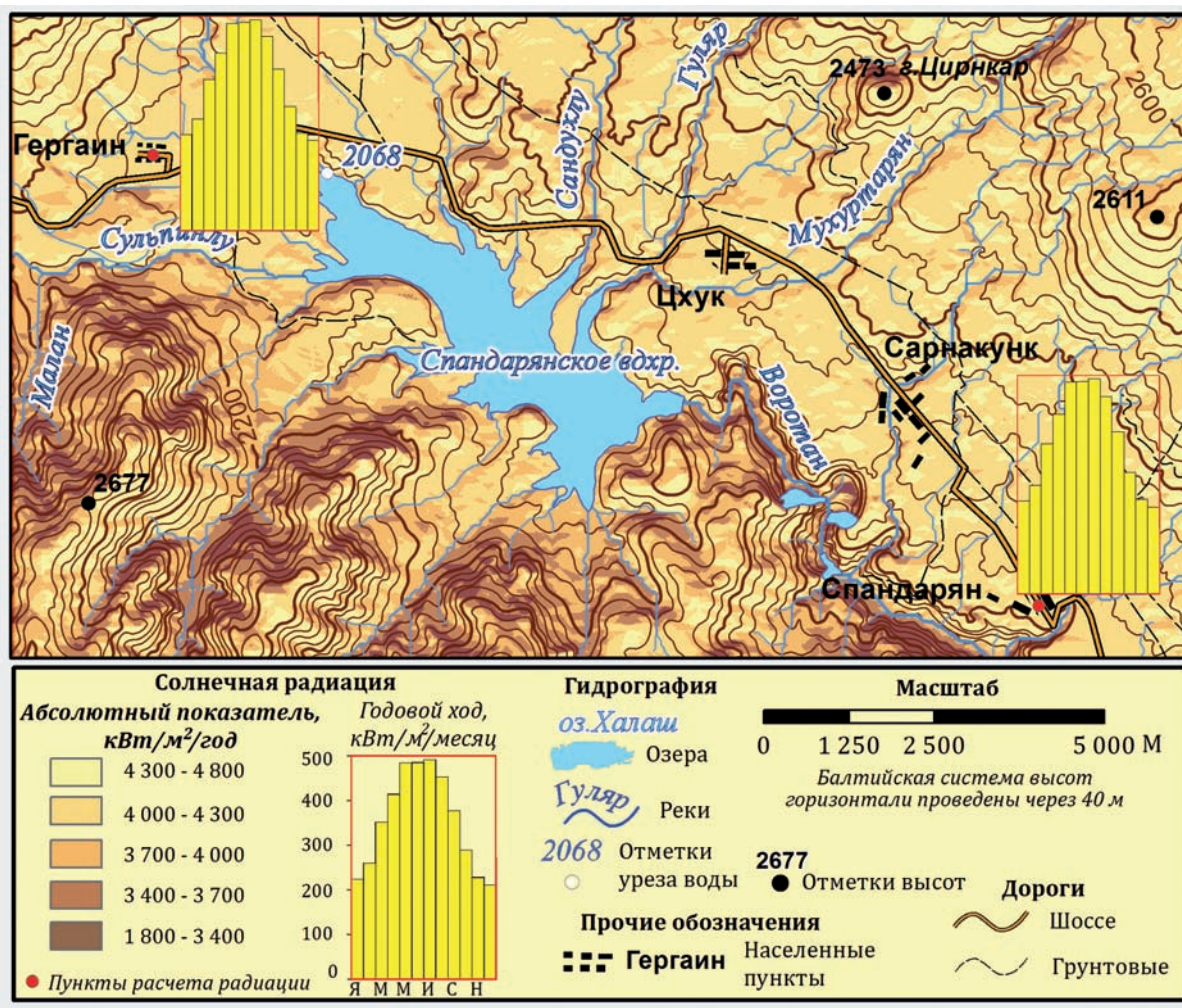 2473 г.Цирнкар
Гуляр
Сандухлу
2600
Гергаин
2068
Мухуртарян
2611
Сульпинлу
Цхук
Малан
Сарнакунк
Спандарянское вдхр.
Воротан
2200
2677
Спандарян
Солнечная радиация
Абсолютный показатель,
кВт/м²/год
4 300 - 4 800
4 000 - 4 300
3 700 - 4 000
3 400 - 3 700
1 800 - 3 400
Пункты расчета радиации
Годовой ход,
кВт/м²/месяц
500
400
300
200
100
0
Я М М И С Н
Гидрография
оз.Халаш
Озера
Гуляр
Реки
2068 Отметки
уреза воды
Масштаб
0 1 250 2 500 5 000 М
Балтийская система высот
горизонтали проведены через 40 м
2677
Отметки высот
Прочие обозначения
Гергаин
Населенные
пункты
Дороги
Шоссе
Грунтовые